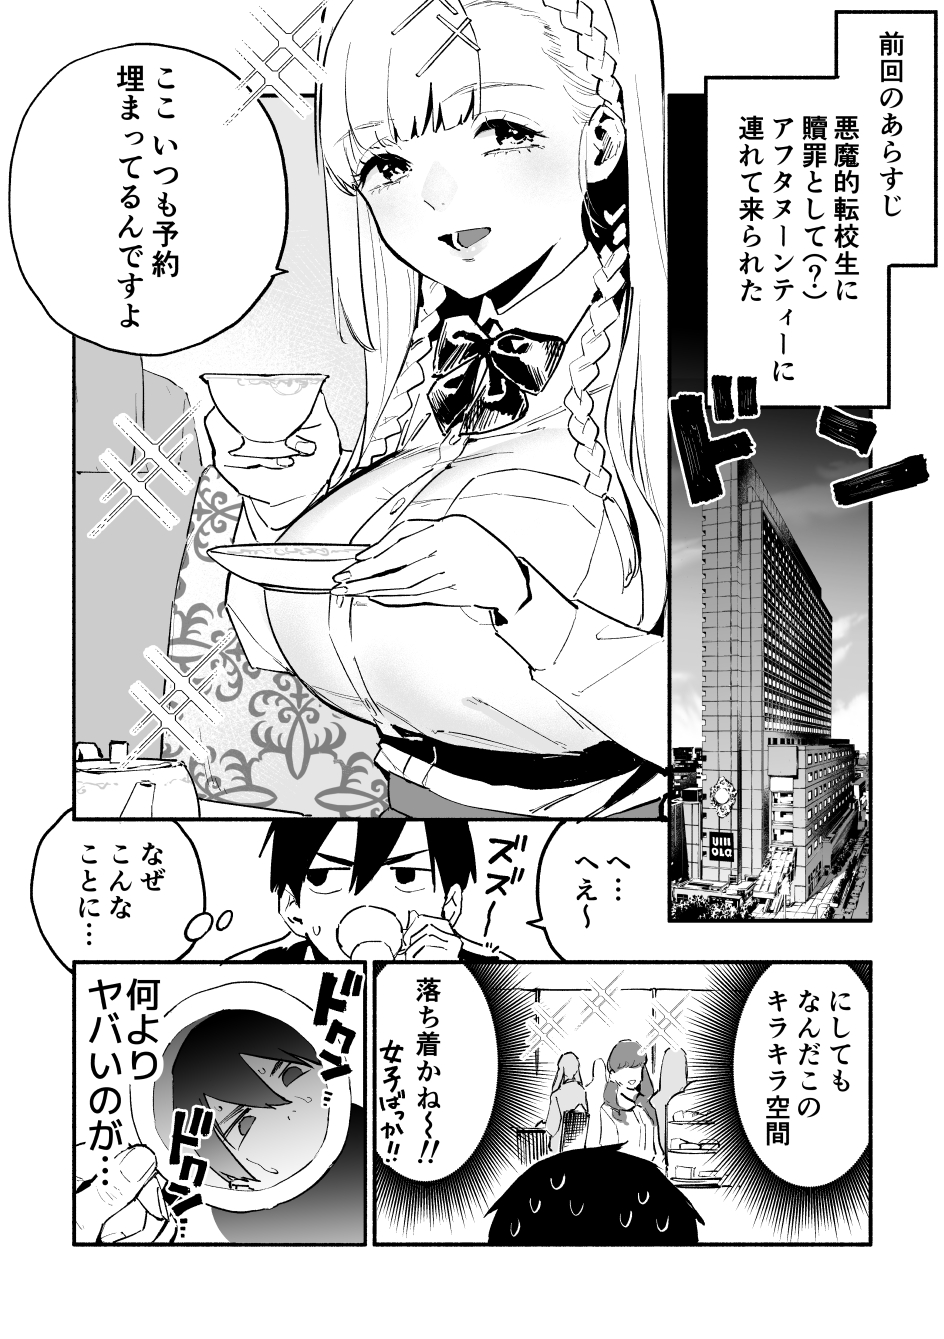 前回のあらすじ
悪魔的転校生に
贖罪として(?)
アフタヌーンティーに
連れて来られた
ドーン
ここ いつも予約
埋まってるんですよ
へ…
へぇ～
ズズ～
なぜ
こんな
ことに…
にしても
なんだこの
キラキラ空間
落ち着かね～!!
女子ばっか!!
ドクン
何より
ヤバいのが…
ドクン